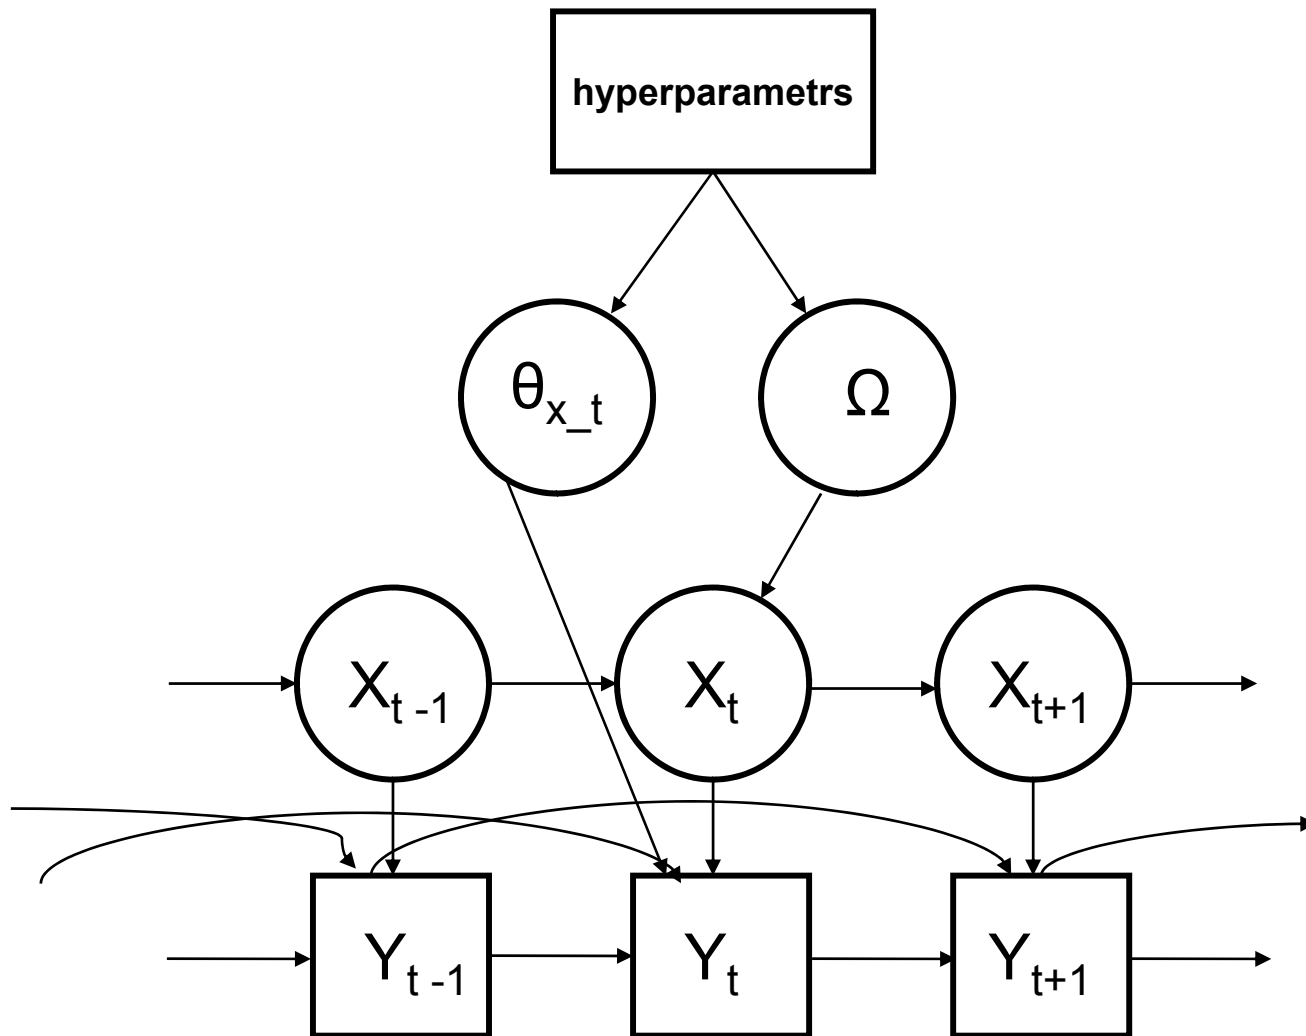 hyperparametrs
θx_t
Ω
Xt -1
Xt
Xt+1
Yt -1
Yt
Yt+1